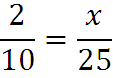 2/10 = x/25